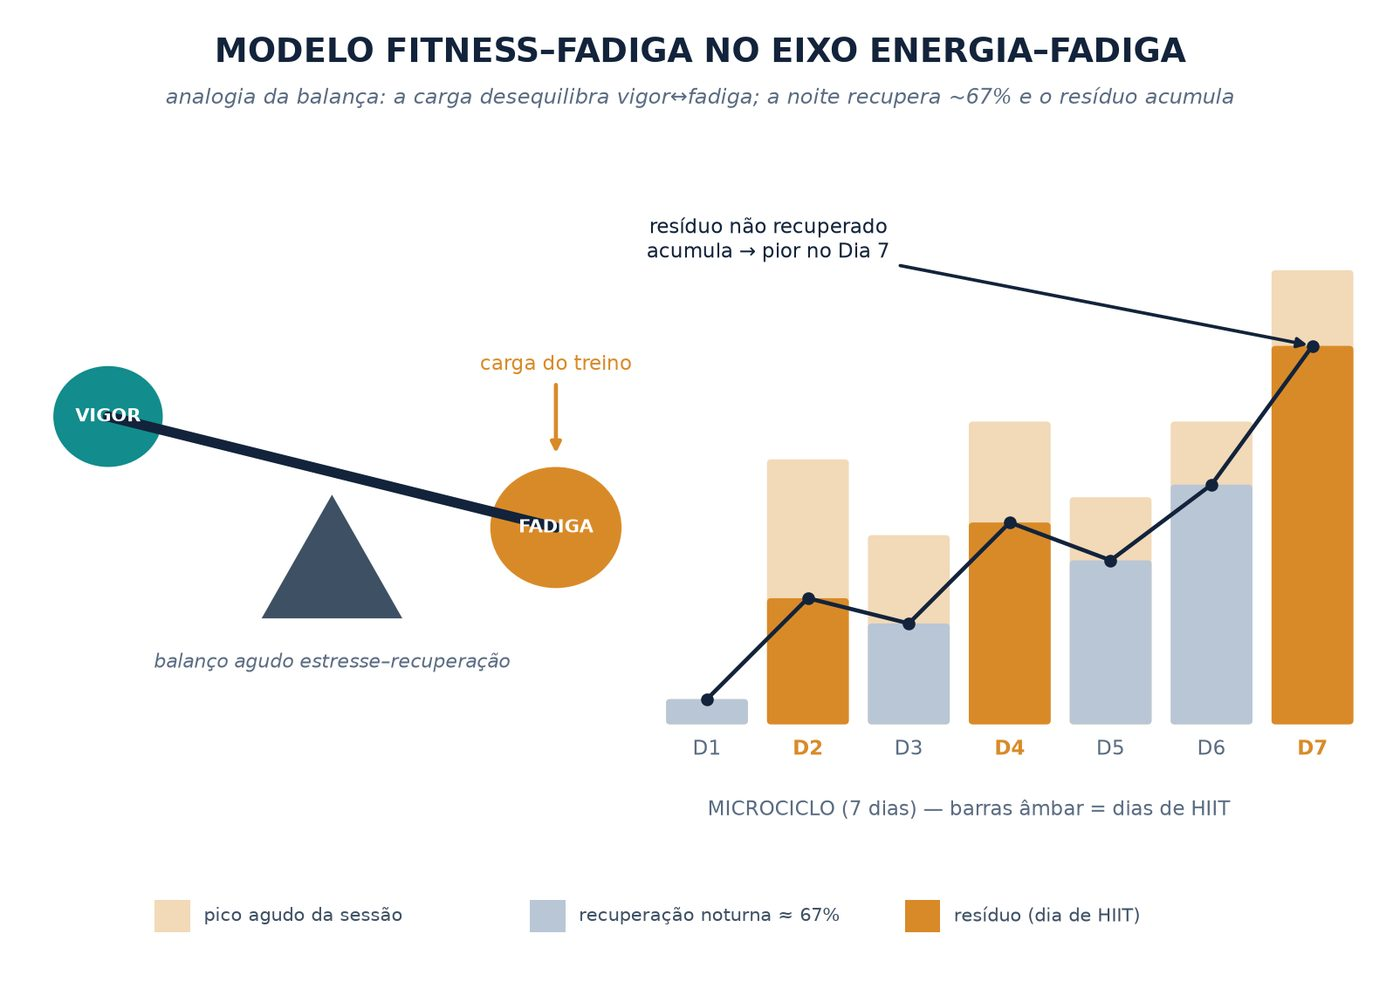 MODELO FITNESS–FADIGA NO EIXO ENERGIA–FADIGA
analogia da balança: a carga desequilibra vigor↔fadiga; a noite recupera ~67% e o resíduo acumula
resíduo não recuperado
acumula → pior no Dia 7
carga do treino
VIGOR
FADIGA
balanço agudo estresse–recuperação
D1 D2 D3 D4 D5 D6 D7
MICROCICLO (7 dias) — barras âmbar = dias de HIIT
pico agudo da sessão
recuperação noturna ≈ 67%
resíduo (dia de HIIT)